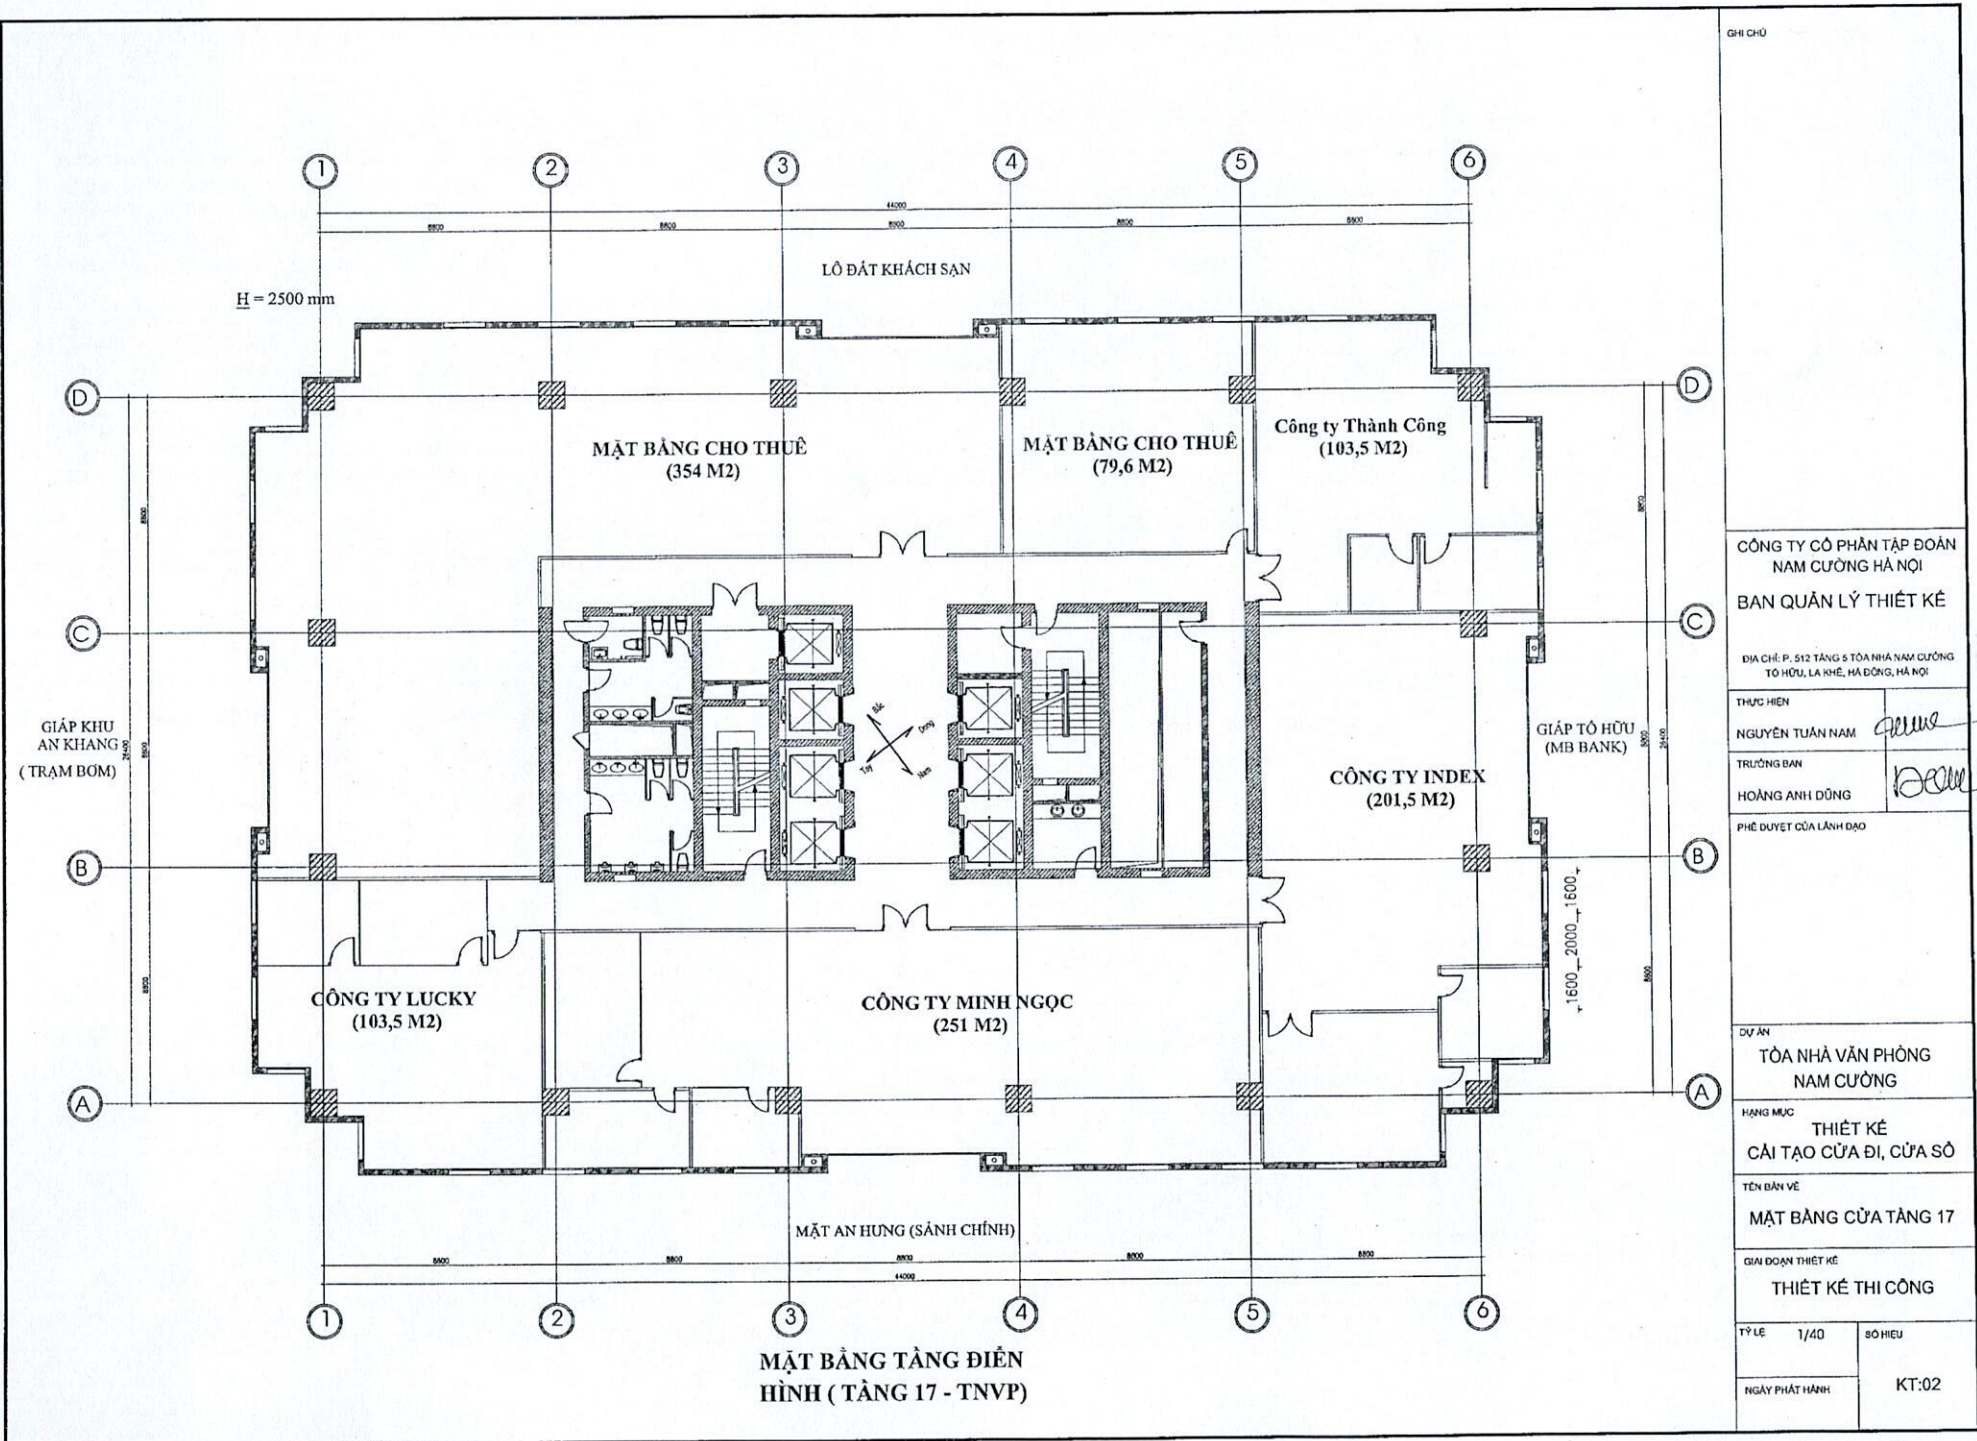 GHI CHÚ
1
2
3
4
5
6
44000
8800
8800
8800
8800
8800
LÔ ĐẤT KHÁCH SẠN
H = 2500 mm
D
D
MẶT BẰNG CHO THUÊ
(354 M2)
MẶT BẰNG CHO THUÊ
(79,6 M2)
Công ty Thành Công
(103,5 M2)
8800
8800
C
C
GIÁP KHU
AN KHANG
( TRẠM BƠM)
26400
8800
Bắc
Đong
Tay
Nam
GIÁP TỐ HỮU
(MB BANK)
8800
26400
CÔNG TY INDEX
(201,5 M2)
B
B
1600 2000 1600
8800
8800
CÔNG TY LUCKY
(103,5 M2)
CÔNG TY MINH NGỌC
(251 M2)
A
A
MẶT AN HƯNG (SẢNH CHÍNH)
8800
8800
8800
8800
8800
44000
1
2
3
4
5
6
MẶT BẰNG TẦNG ĐIỂN
HÌNH ( TẦNG 17 - TNVP)
CÔNG TY CỔ PHẦN TẬP ĐOÀN
NAM CƯỜNG HÀ NỘI
BAN QUẢN LÝ THIẾT KẾ
ĐỊA CHỈ: P. 512 TẦNG 5 TÒA NHÀ NAM CƯỜNG
TỐ HỮU, LA KHÊ, HÀ ĐÔNG, HÀ NỘI
THỰC HIỆN
NGUYỄN TUẤN NAM
TRƯỞNG BAN
HOÀNG ANH DŨNG
PHÊ DUYỆT CỦA LÃNH ĐẠO
DỰ ÁN
TÒA NHÀ VĂN PHÒNG
NAM CƯỜNG
HẠNG MỤC
THIẾT KẾ
CẢI TẠO CỬA ĐI, CỬA SỔ
TÊN BẢN VẼ
MẶT BẰNG CỬA TẦNG 17
GIAI ĐOẠN THIẾT KẾ
THIẾT KẾ THI CÔNG
TỶ LỆ 1/40
SỐ HIỆU
NGÀY PHÁT HÀNH
KT:02